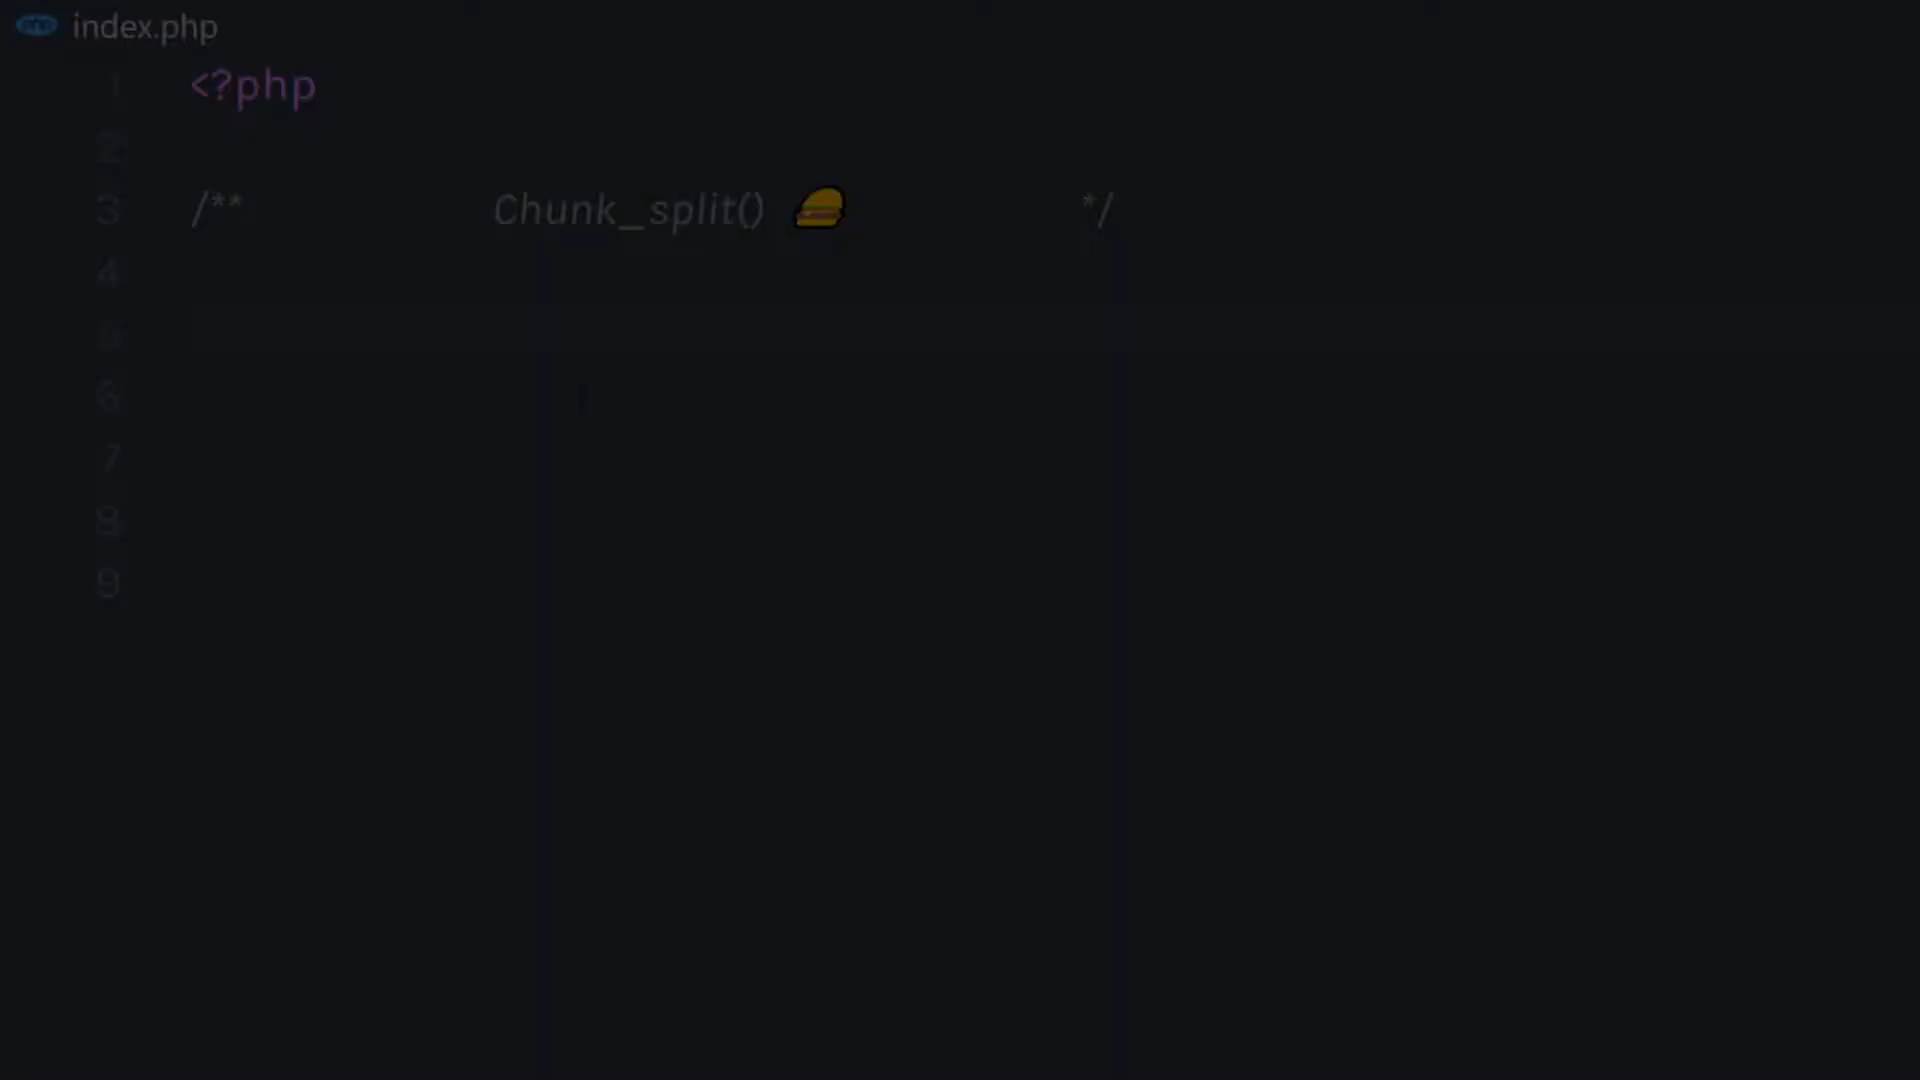 index.php
1 <?php
2
3 /** Chunk_split() 🍔 */
4
5
6
7
8
9